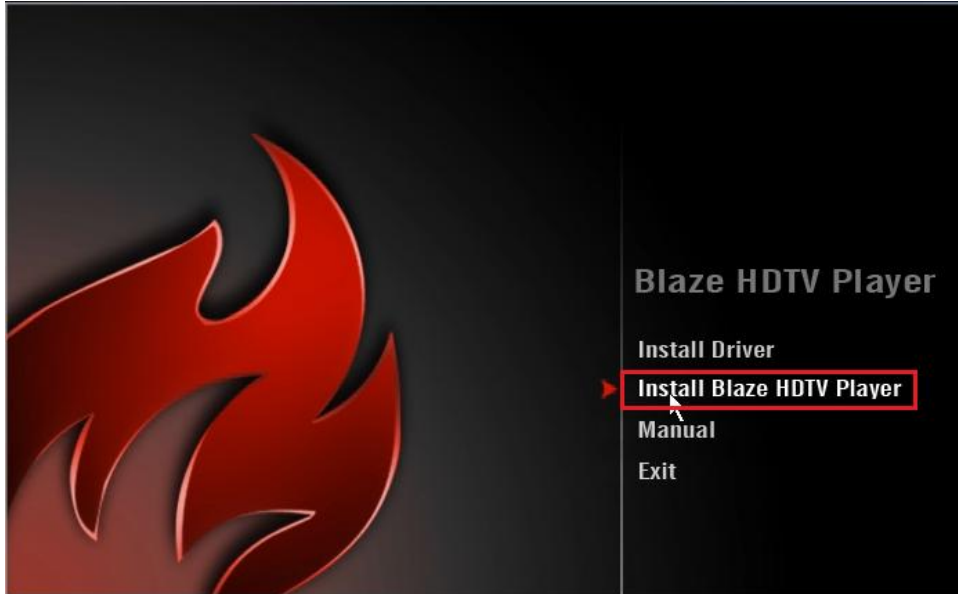 Blaze HDTV Player
Install Driver
Install Blaze HDTV Player
Manual
Exit